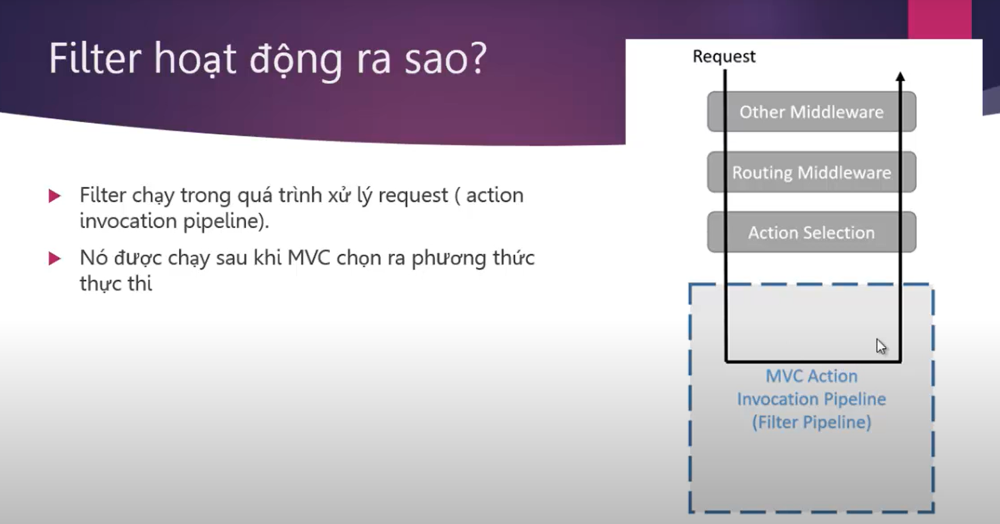 Filter hoạt động ra sao?
Filter chạy trong quá trình xử lý request ( action
invocation pipeline).
Nó được chạy sau khi MVC chọn ra phương thức
thực thi
Request
Other Middleware
Routing Middleware
Action Selection
MVC Action
Invocation Pipeline
(Filter Pipeline)